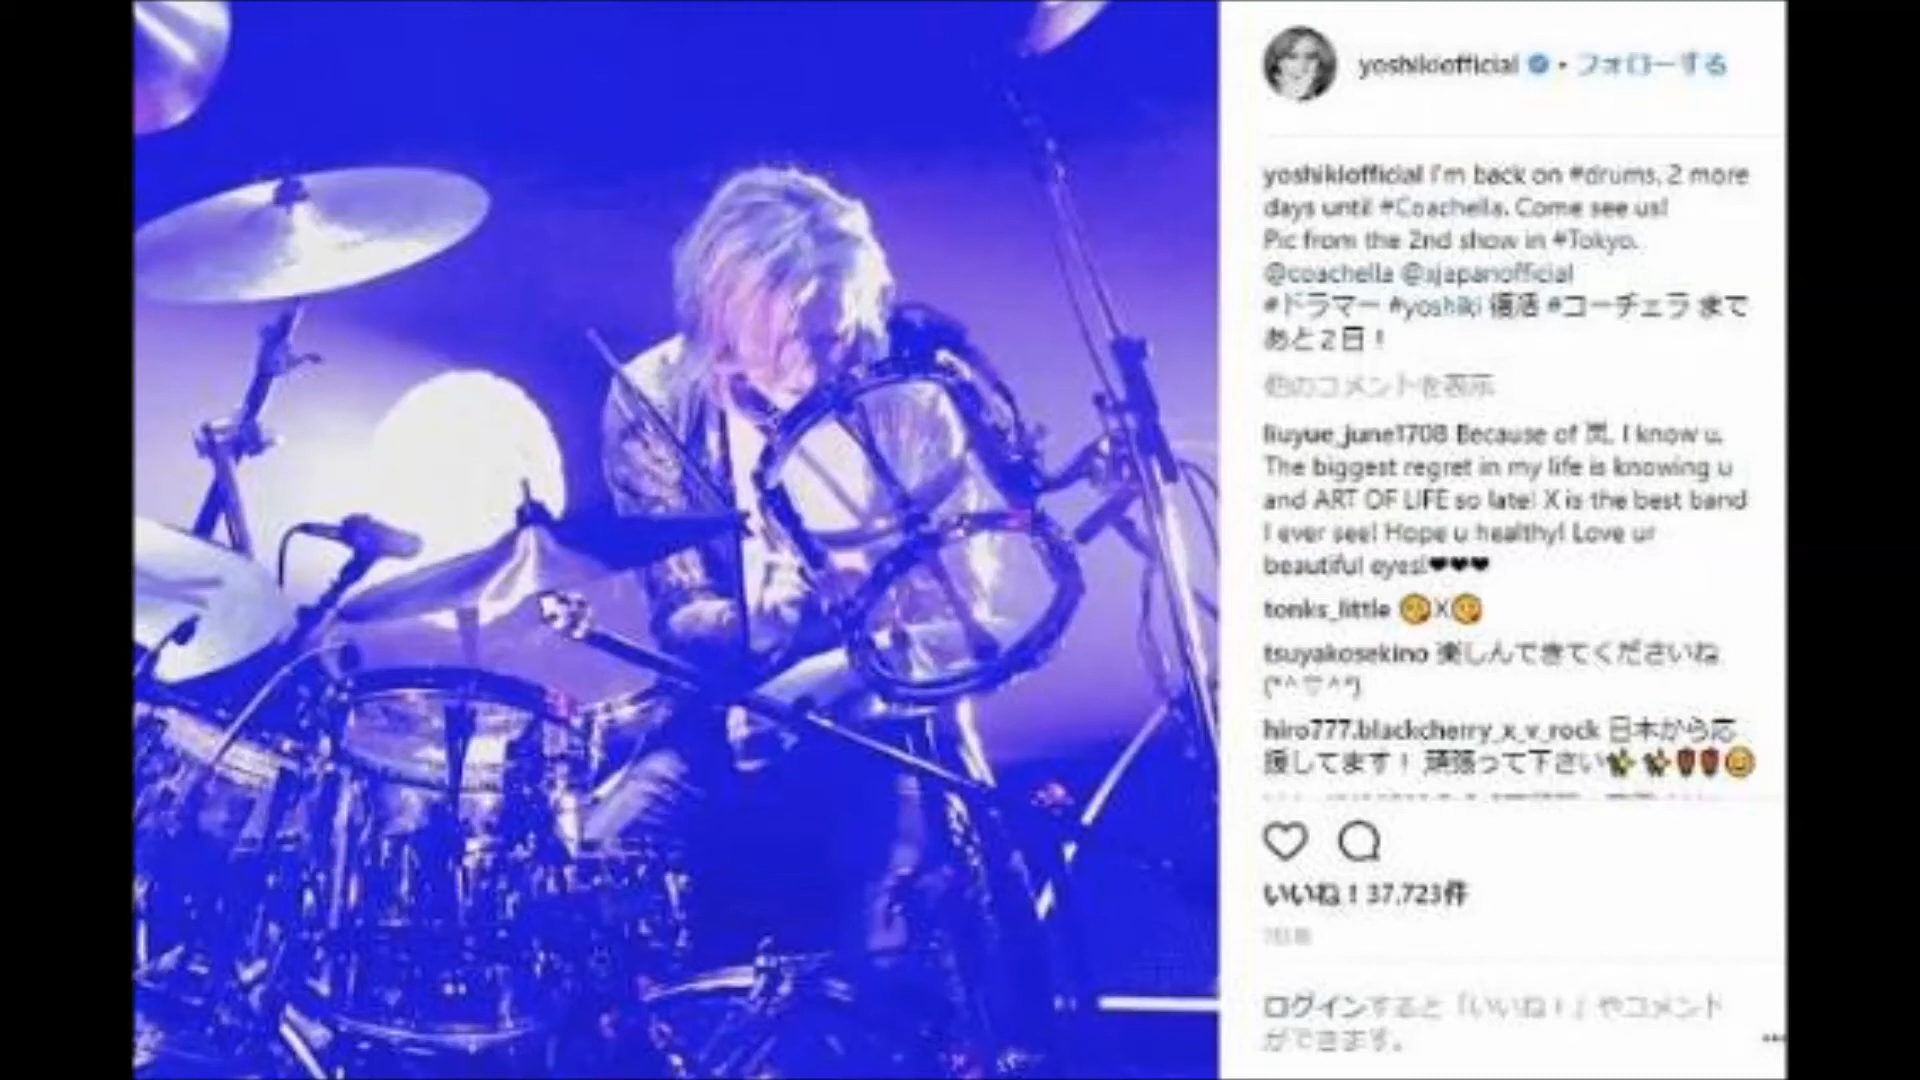 yoshikiofficial • フォローする
yoshikiofficial I'm back on #drums. 2 more
days until #Coachella. Come see us!
Pic from the 2nd show in #Tokyo.
@coachella @xjapanofficial
#ドラマー #yoshiki 復活 #コーチェラ まで
あと２日！
他のコメントを表示
liuyue_june1708 Because of 岚, I know u.
The biggest regret in my life is knowing u
and ART OF LIFE so late! X is the best band
I ever see! Hope u healthy! Love ur
beautiful eyes!❤❤❤
tonks_little 😋X😋
tsuyakosekino 楽しんできてくださいね
(*^▽^*)
hiro777.blackcherry_x_v_rock 日本から応
援してます！ 頑張って下さい
いいね！37,723件
ログインすると「いいね！」やコメント
ができます。